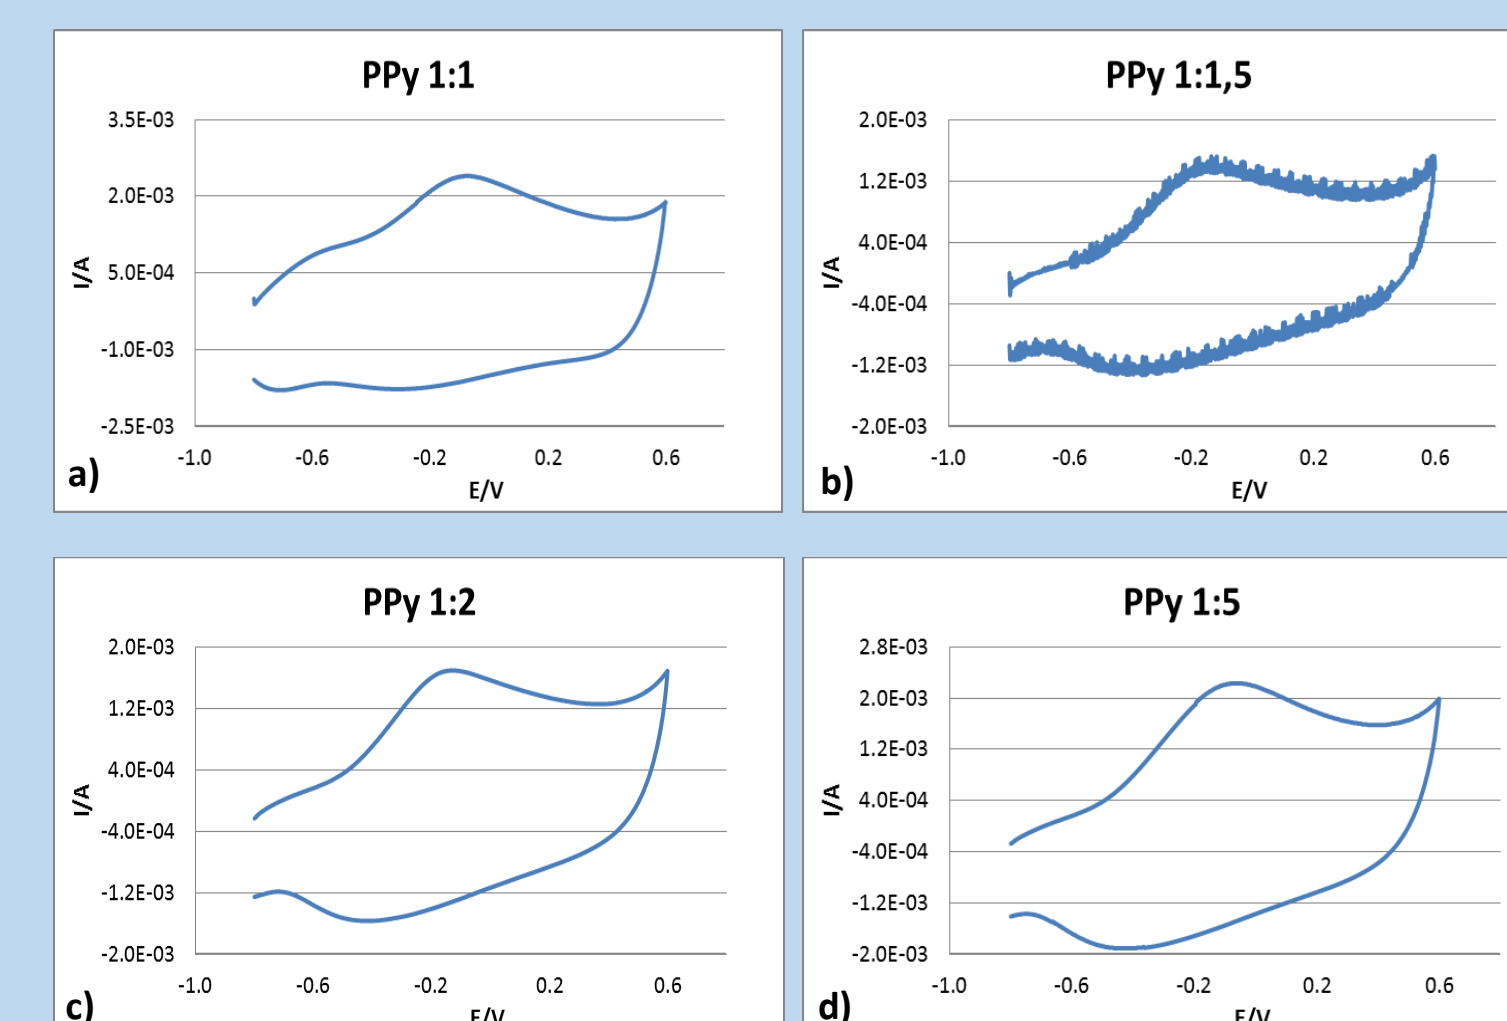 PPy 1:1
3.5E-03
2.0E-03
5.0E-04
-1.0E-03
-2.5E-03
I/A
-1.0 -0.6 -0.2 0.2 0.6
E/V
a)
PPy 1:1,5
2.0E-03
1.2E-03
4.0E-04
-4.0E-04
-1.2E-03
-2.0E-03
I/A
-1.0 -0.6 -0.2 0.2 0.6
E/V
b)
PPy 1:2
2.0E-03
1.2E-03
4.0E-04
-4.0E-04
-1.2E-03
-2.0E-03
I/A
-1.0 -0.6 -0.2 0.2 0.6
E/V
c)
PPy 1:5
2.8E-03
2.0E-03
1.2E-03
4.0E-04
-4.0E-04
-1.2E-03
-2.0E-03
I/A
-1.0 -0.6 -0.2 0.2 0.6
E/V
d)